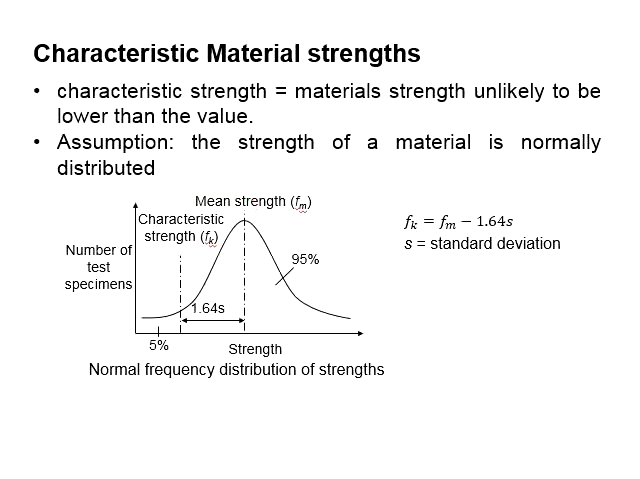 Characteristic Material strengths
• characteristic strength = materials strength unlikely to be
lower than the value.
• Assumption: the strength of a material is normally
distributed
Mean strength (fm)
Characteristic
strength (fk)
Number of
test
specimens
95%
1.64s
5%
Strength
Normal frequency distribution of strengths
fk = fm − 1.64s
s = standard deviation